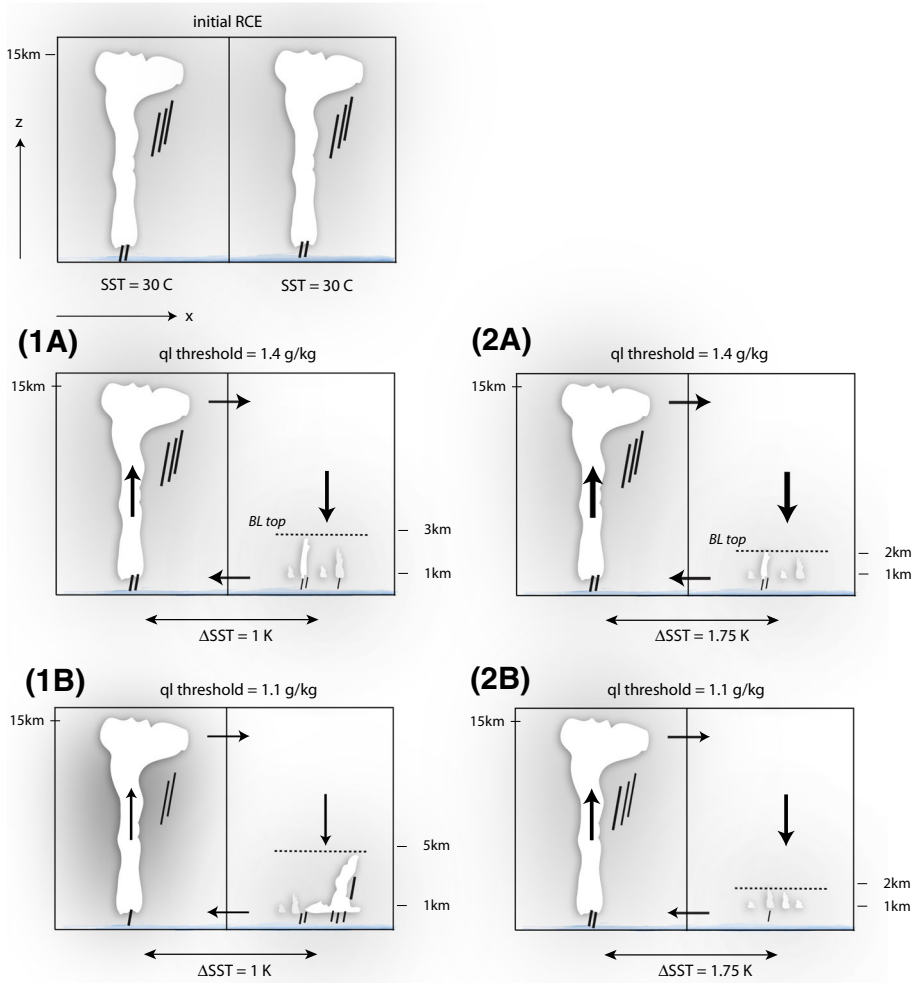 initial RCE
15km
z
SST = 30 C
SST = 30 C
x
(1A)
ql threshold = 1.4 g/kg
15km
BL top
3km
1km
ΔSST = 1 K
(2A)
ql threshold = 1.4 g/kg
15km
BL top
2km
1km
ΔSST = 1.75 K
(1B)
ql threshold = 1.1 g/kg
15km
5km
1km
ΔSST = 1 K
(2B)
ql threshold = 1.1 g/kg
15km
2km
1km
ΔSST = 1.75 K